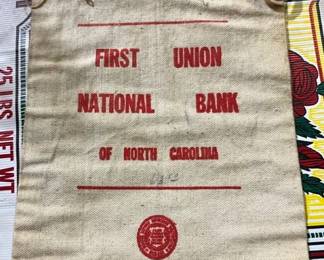 FIRST UNION
NATIONAL BANK
OF NORTH CAROLINA
25 LBS. NET WT